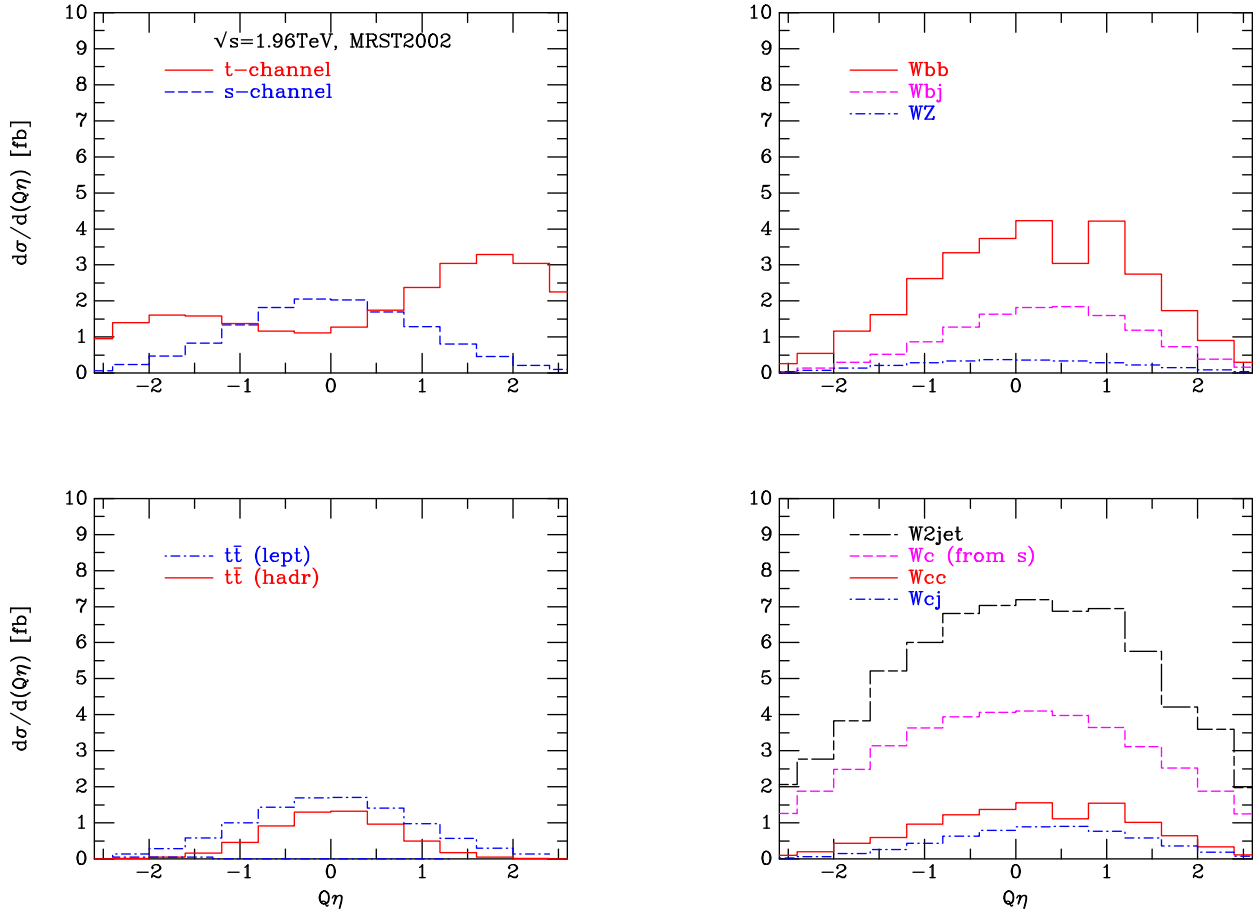 √s=1.96TeV, MRST2002
t-channel
s-channel
dσ/d(Qη) [fb]
10
9
8
7
6
5
4
3
2
1
0
-2 -1 0 1 2
Wbb
Wbj
WZ
10
9
8
7
6
5
4
3
2
1
0
-2 -1 0 1 2
tt̄ (lept)
tt̄ (hadr)
dσ/d(Qη) [fb]
10
9
8
7
6
5
4
3
2
1
0
-2 -1 0 1 2
Qη
W2jet
Wc (from s)
Wcc
Wcj
10
9
8
7
6
5
4
3
2
1
0
-2 -1 0 1 2
Qη